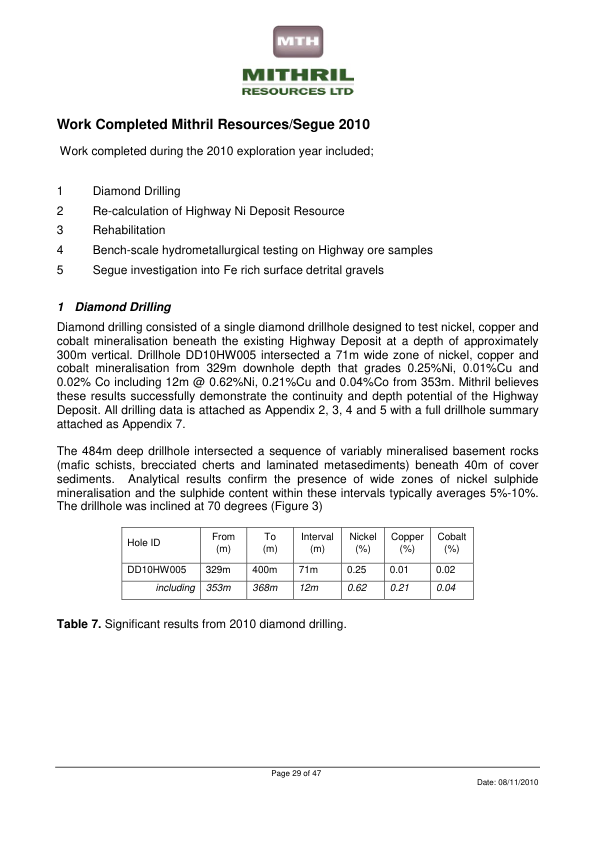 MTH
MITHRIL
RESOURCES LTD
Work Completed Mithril Resources/Segue 2010
Work completed during the 2010 exploration year included;
1 Diamond Drilling
2 Re-calculation of Highway Ni Deposit Resource
3 Rehabilitation
4 Bench-scale hydrometallurgical testing on Highway ore samples
5 Segue investigation into Fe rich surface detrital gravels
1 Diamond Drilling
Diamond drilling consisted of a single diamond drillhole designed to test nickel, copper and
cobalt mineralisation beneath the existing Highway Deposit at a depth of approximately
300m vertical. Drillhole DD10HW005 intersected a 71m wide zone of nickel, copper and
cobalt mineralisation from 329m downhole depth that grades 0.25%Ni, 0.01%Cu and
0.02% Co including 12m @ 0.62%Ni, 0.21%Cu and 0.04%Co from 353m. Mithril believes
these results successfully demonstrate the continuity and depth potential of the Highway
Deposit. All drilling data is attached as Appendix 2, 3, 4 and 5 with a full drillhole summary
attached as Appendix 7.
The 484m deep drillhole intersected a sequence of variably mineralised basement rocks
(mafic schists, brecciated cherts and laminated metasediments) beneath 40m of cover
sediments. Analytical results confirm the presence of wide zones of nickel sulphide
mineralisation and the sulphide content within these intervals typically averages 5%-10%.
The drillhole was inclined at 70 degrees (Figure 3)
Hole ID From (m) To (m) Interval (m) Nickel (%) Copper (%) Cobalt (%)
DD10HW005 329m 400m 71m 0.25 0.01 0.02
including 353m 368m 12m 0.62 0.21 0.04
Table 7. Significant results from 2010 diamond drilling.
Page 29 of 47
Date: 08/11/2010